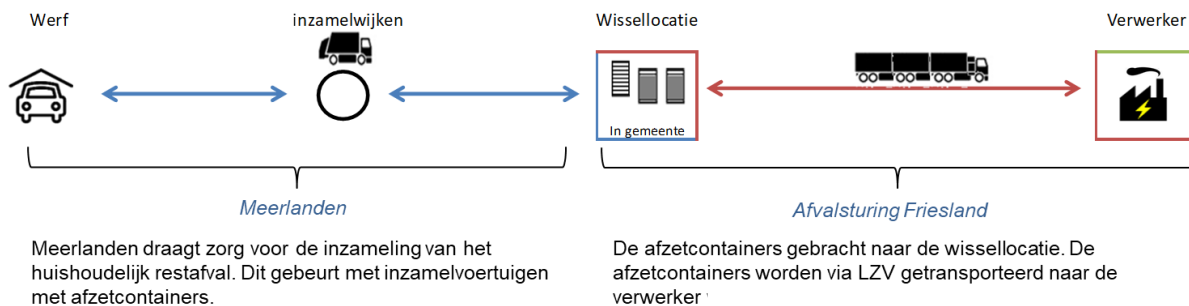 Werf
inzamelwijken
Wissellocatie
Verwerker
In gemeente
Meerlanden
Afvalsturing Friesland
Meerlanden draagt zorg voor de inzameling van het
huishoudelijk restafval. Dit gebeurt met inzamelvoertuigen
met afzetcontainers.
De afzetcontainers gebracht naar de wissellocatie. De
afzetcontainers worden via LZV getransporteerd naar de
verwerker